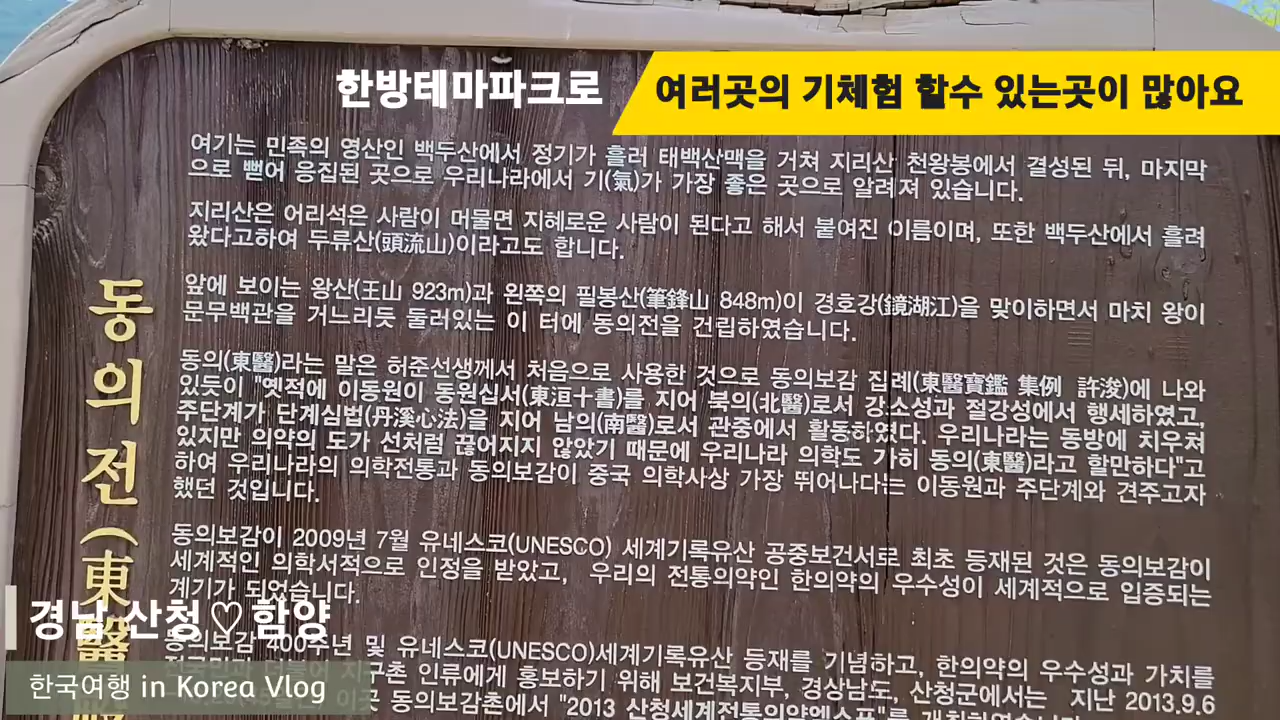 한방테마파크로
여러곳의 기체험 할수 있는곳이 많아요
여기는 민족의 영산인 백두산에서 정기가 흘러 태백산맥을 거쳐 지리산 천왕봉에서 결성된 뒤, 마지막
으로 뻗어 응집된 곳으로 우리나라에서 기(氣)가 가장 좋은 곳으로 알려져 있습니다.
지리산은 어리석은 사람이 머물면 지혜로운 사람이 된다고 해서 붙여진 이름이며, 또한 백두산에서 흘려
왔다고하여 두류산(頭流山)이라고도 합니다.
앞에 보이는 왕산(王山 923m)과 왼쪽의 필봉산(筆鋒山 848m)이 경호강(鏡湖江)을 맞이하면서 마치 왕이
문무백관을 거느리듯 둘러있는 이 터에 동의전을 건립하였습니다.
동의(東醫)라는 말은 허준선생께서 처음으로 사용한 것으로 동의보감 집례(東醫寶鑑 集例 許浚)에 나와
있듯이 "옛적에 이동원이 동원십서(東洹十書)를 지어 북의(北醫)로서 강소성과 절강성에서 행세하였고,
주단계가 단계심법(丹溪心法)을 지어 남의(南醫)로서 관중에서 활동하였다. 우리나라는 동방에 치우쳐
있지만 의약의 도가 선처럼 끊어지지 않았기 때문에 우리나라 의학도 가히 동의(東醫)라고 할만하다"고
하여 우리나라의 의학전통과 동의보감이 중국 의학사상 가장 뛰어나다는 이동원과 주단계와 견주고자
했던 것입니다.
동의보감이 2009년 7월 유네스코(UNESCO) 세계기록유산 공중보건서로 최초 등재된 것은 동의보감이
세계적인 의학서적으로 인정을 받았고, 우리의 전통의약인 한의약의 우수성이 세계적으로 입증되는
계기가 되었습니다.
동의보감 400주년 및 유네스코(UNESCO)세계기록유산 등재를 기념하고, 한의약의 우수성과 가치를
지구촌 인류에게 홍보하기 위해 보건복지부, 경상남도, 산청군에서는 지난 2013.9.6
이곳 동의보감촌에서 "2013 산청세계전통의약엑스포"를 개최하였습니다
동의전(東醫
경남 산청♡함양
한국여행 in Korea Vlog